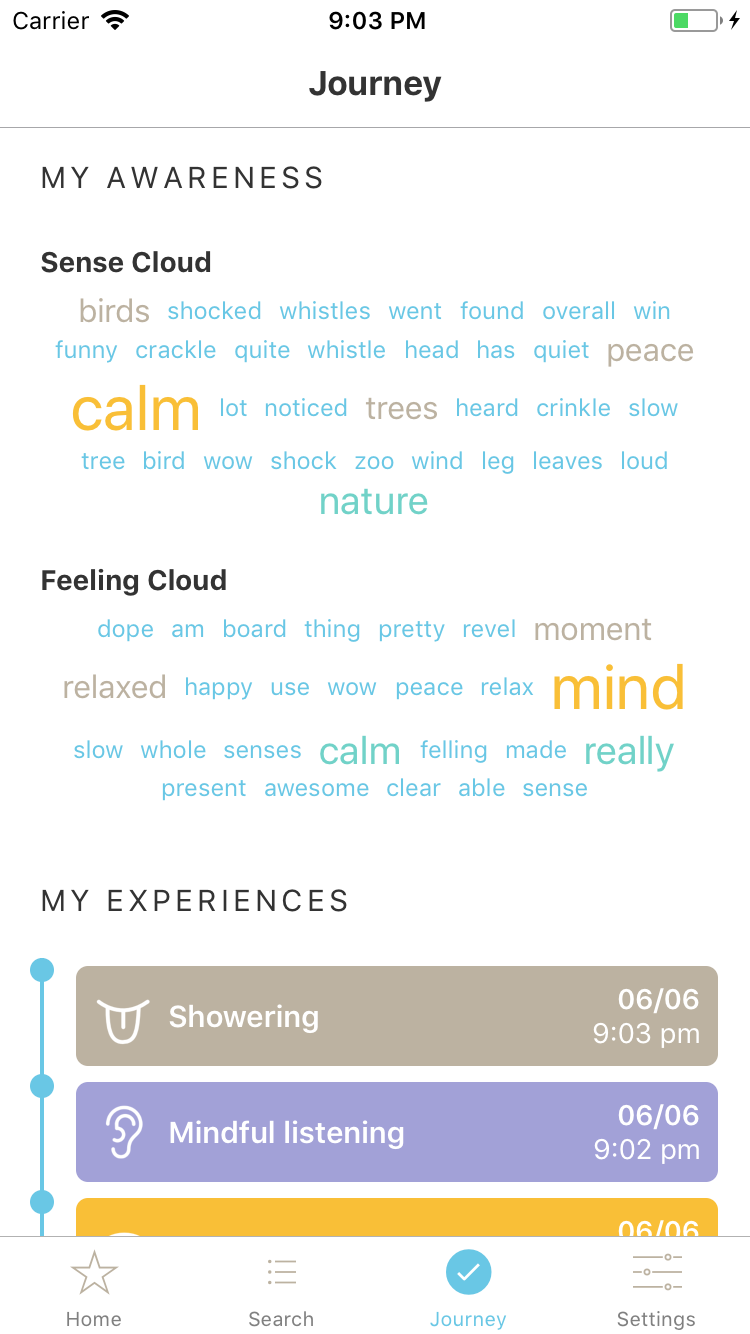 Carrier 9:03 PM
Journey
MY AWARENESS
Sense Cloud
birds shocked whistles went found overall win
funny crackle quite whistle head has quiet peace
calm lot noticed trees heard crinkle slow
tree bird wow shock zoo wind leg leaves loud
nature
Feeling Cloud
dope am board thing pretty revel moment
relaxed happy use wow peace relax mind
slow whole senses calm felling made really
present awesome clear able sense
MY EXPERIENCES
Showering 06/06
9:03 pm
Mindful listening 06/06
9:02 pm
06/06
Home Search Journey Settings